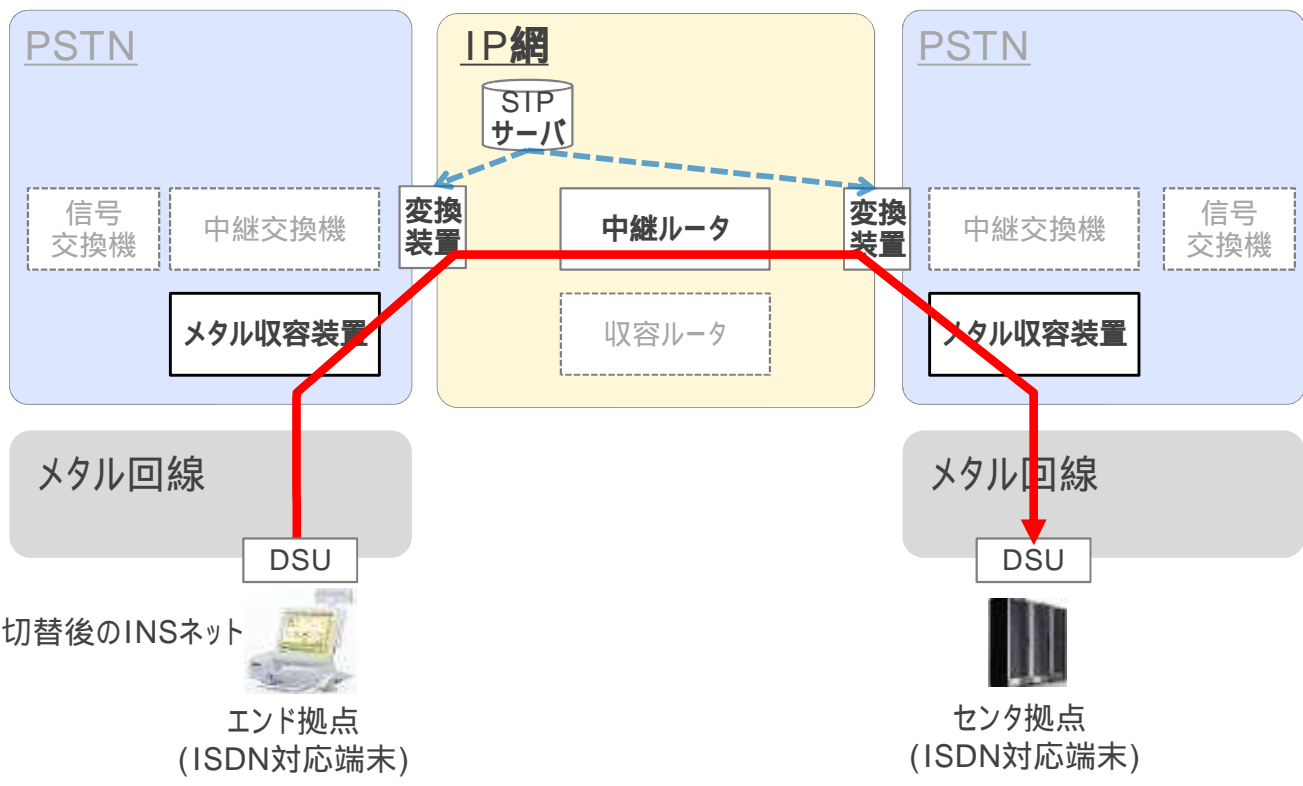 PSTN
IP網
PSTN
SIP
サーバ
信号
交換機
中継交換機
変換
装置
中継ルータ
変換
装置
中継交換機
信号
交換機
メタル収容装置
収容ルータ
メタル収容装置
メタル回線
メタル回線
DSU
DSU
切替後のINSネット
エンド拠点
(ISDN対応端末)
センタ拠点
(ISDN対応端末)